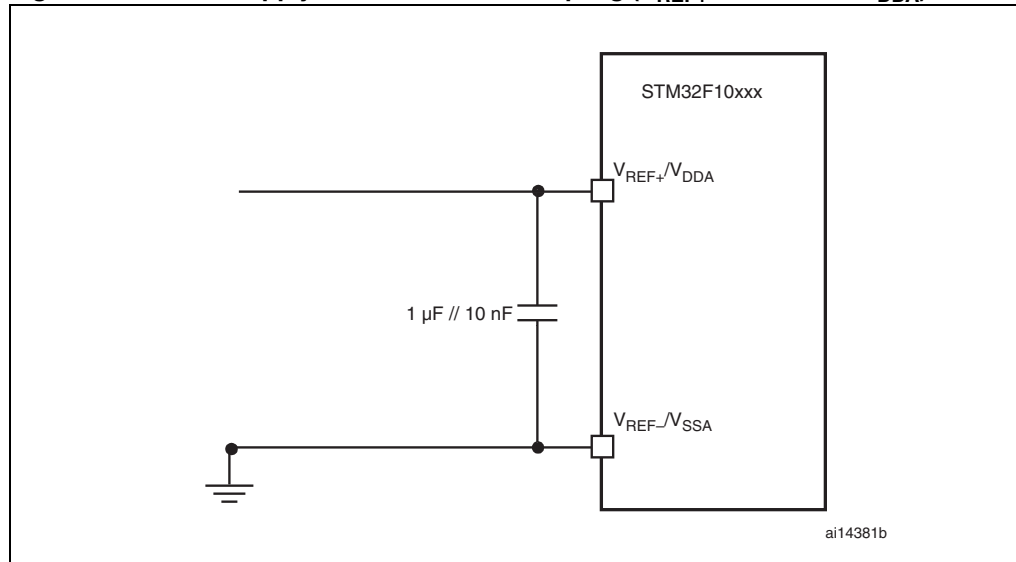 STM32F10xxx
VREF+/VDDA
1 µF // 10 nF
VREF–/VSSA
ai14381b